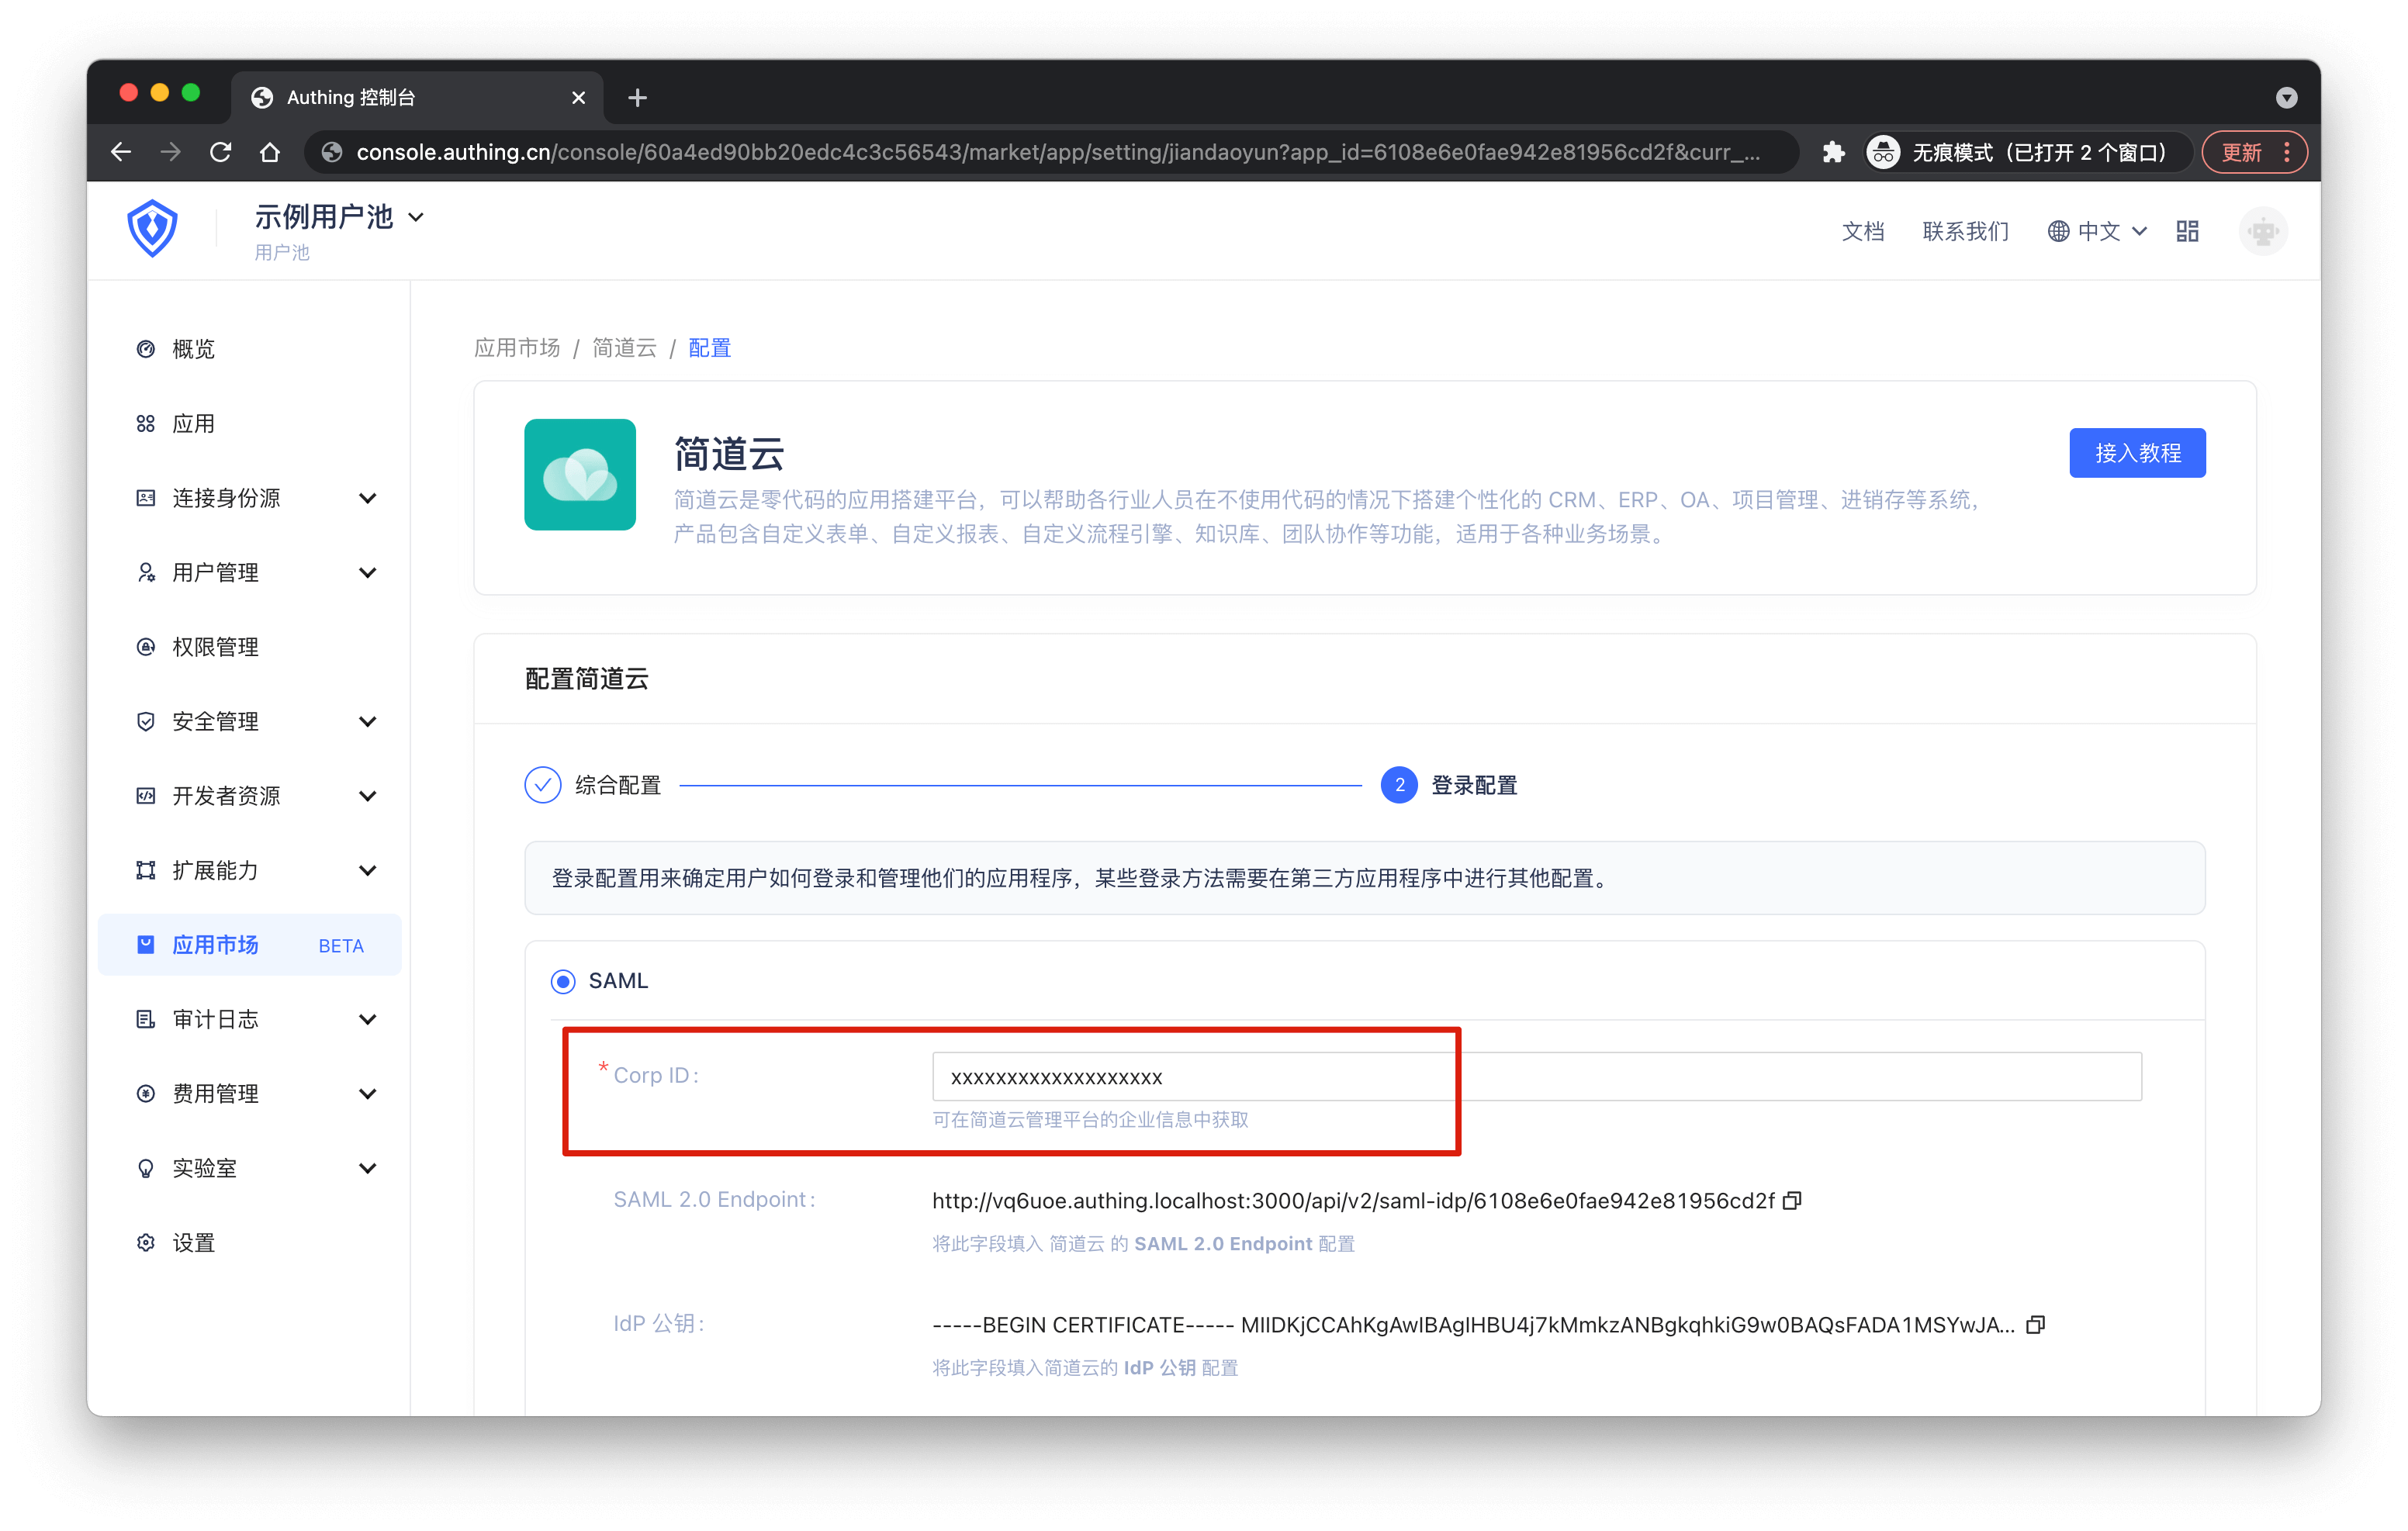 Authing 控制台
console.authing.cn/console/60a4ed90bb20edc4c3c56543/market/app/setting/jiandaoyun?app_id=6108e6e0fae942e81956cd2f&curr_...
无痕模式（已打开 2 个窗口）
更新
示例用户池
用户池
文档
联系我们
中文
概览
应用
连接身份源
用户管理
权限管理
安全管理
开发者资源
扩展能力
应用市场 BETA
审计日志
费用管理
实验室
设置
应用市场 / 简道云 / 配置
简道云
接入教程
简道云是零代码的应用搭建平台，可以帮助各行业人员在不使用代码的情况下搭建个性化的 CRM、ERP、OA、项目管理、进销存等系统，
产品包含自定义表单、自定义报表、自定义流程引擎、知识库、团队协作等功能，适用于各种业务场景。
配置简道云
综合配置
2 登录配置
登录配置用来确定用户如何登录和管理他们的应用程序，某些登录方法需要在第三方应用程序中进行其他配置。
SAML
* Corp ID：
xxxxxxxxxxxxxxxxxxx
可在简道云管理平台的企业信息中获取
SAML 2.0 Endpoint：
http://vq6uoe.authing.localhost:3000/api/v2/saml-idp/6108e6e0fae942e81956cd2f
将此字段填入 简道云 的 SAML 2.0 Endpoint 配置
IdP 公钥：
-----BEGIN CERTIFICATE----- MIIDKjCCAhKgAwIBAgIHBU4j7kMmkzANBgkqhkiG9w0BAQsFADA1MSYwJA...
将此字段填入简道云的 IdP 公钥 配置